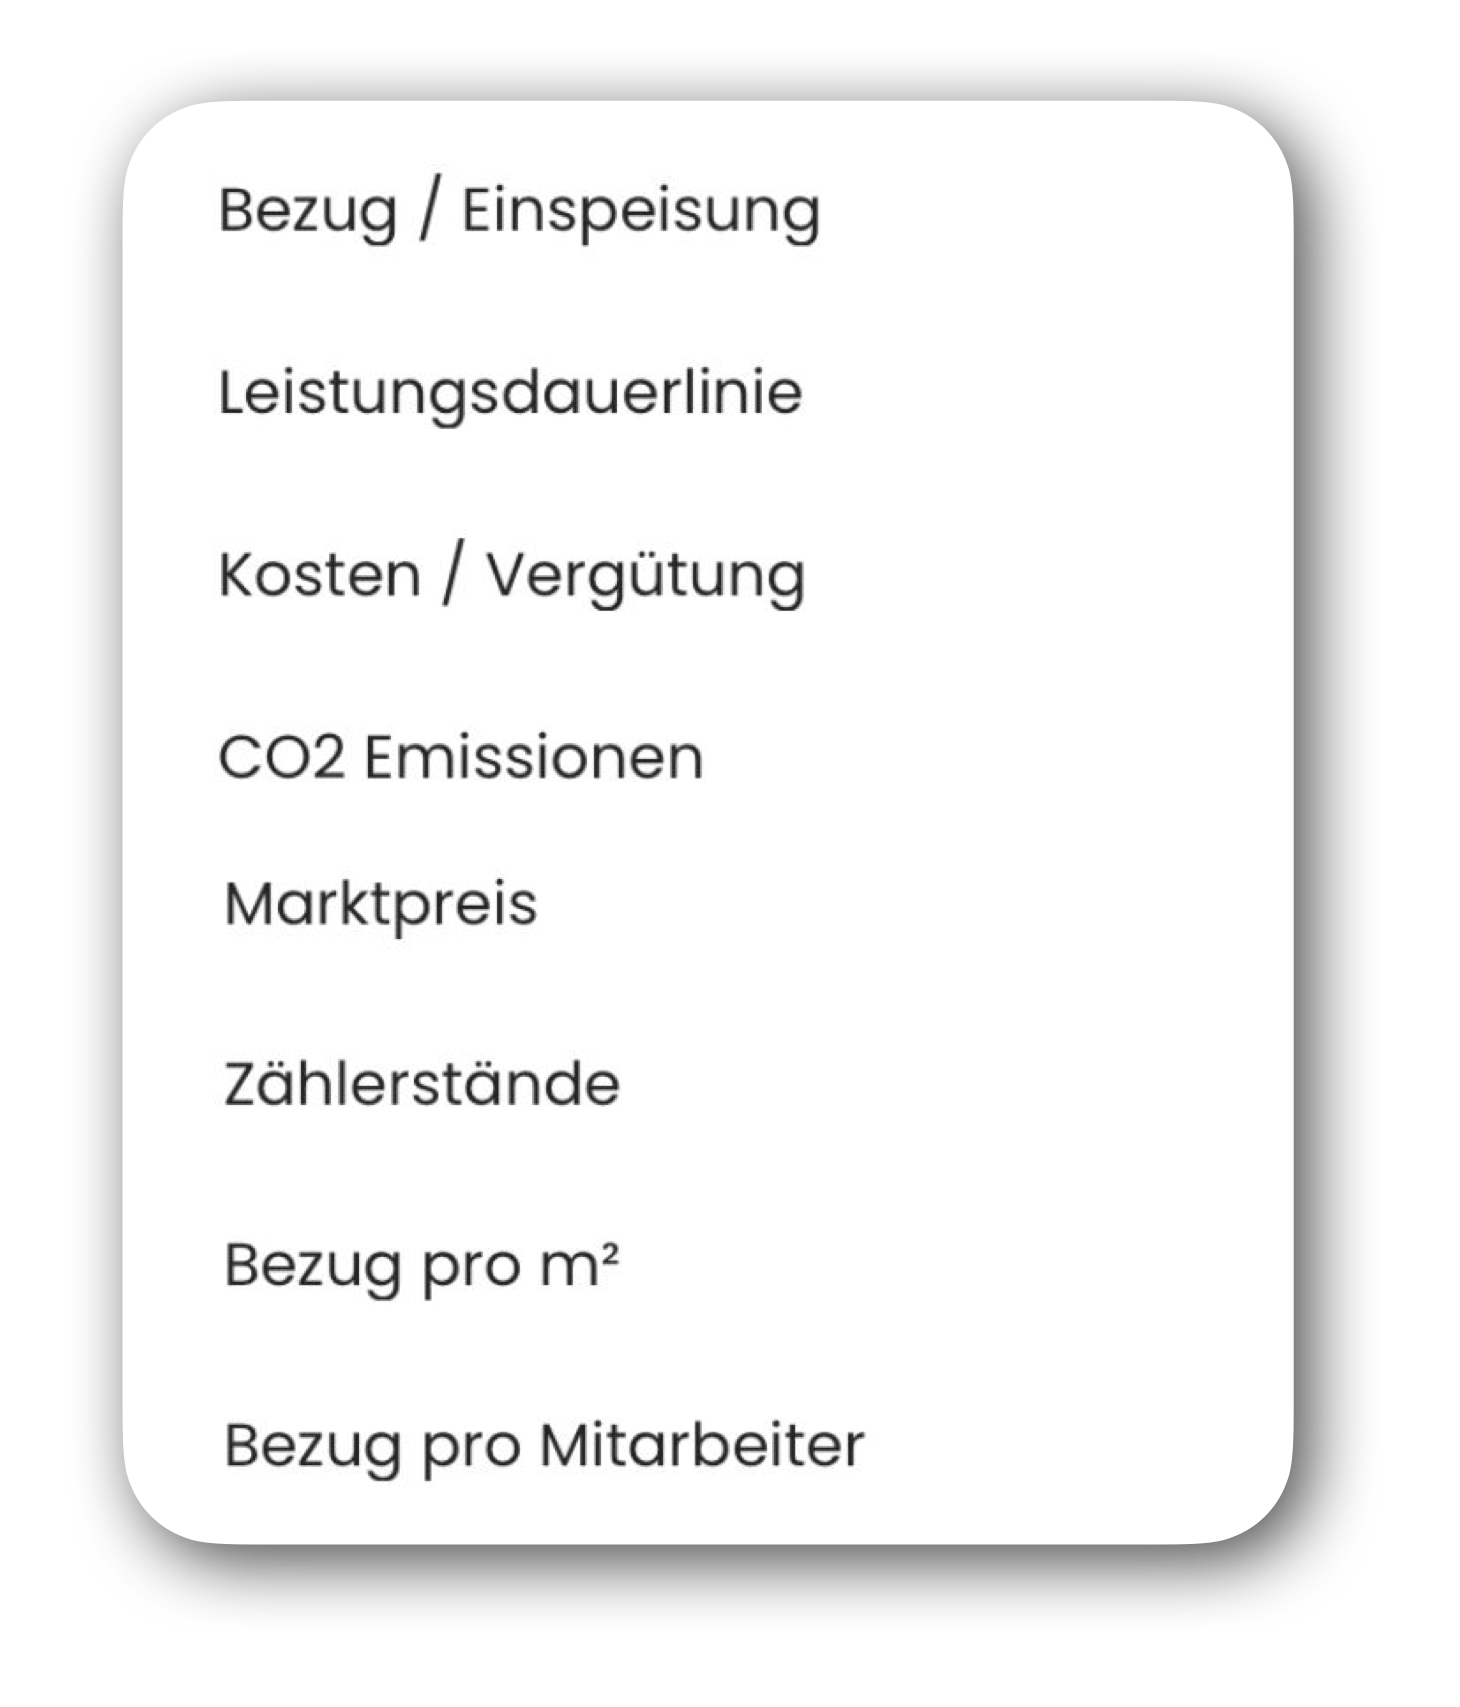 Bezug / Einspeisung
Leistungsdauerlinie
Kosten / Vergütung
CO2 Emissionen
Marktpreis
Zählerstände
Bezug pro m²
Bezug pro Mitarbeiter